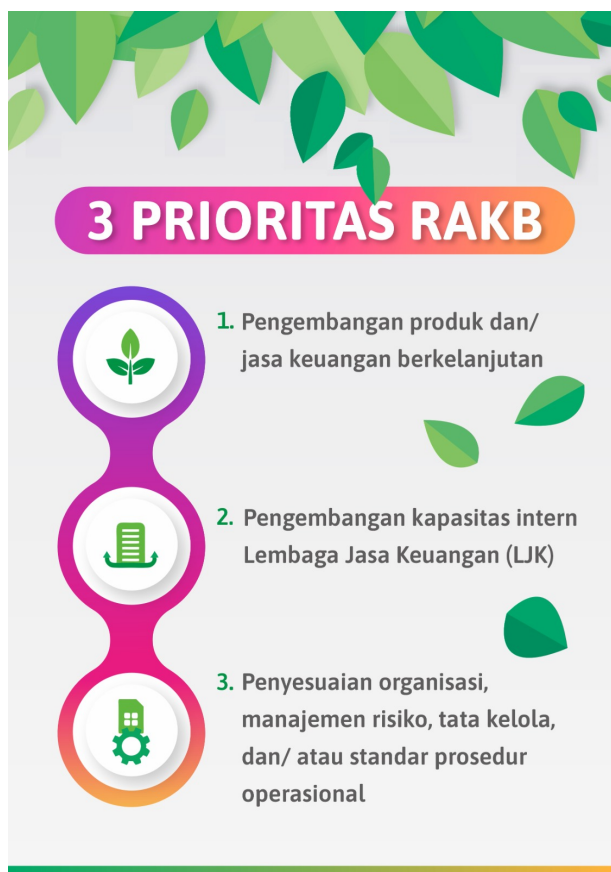 3 PRIORITAS RAKB
1. Pengembangan produk dan/
jasa keuangan berkelanjutan
2. Pengembangan kapasitas intern
Lembaga Jasa Keuangan (LJK)
3. Penyesuaian organisasi,
manajemen risiko, tata kelola,
dan/ atau standar prosedur
operasional